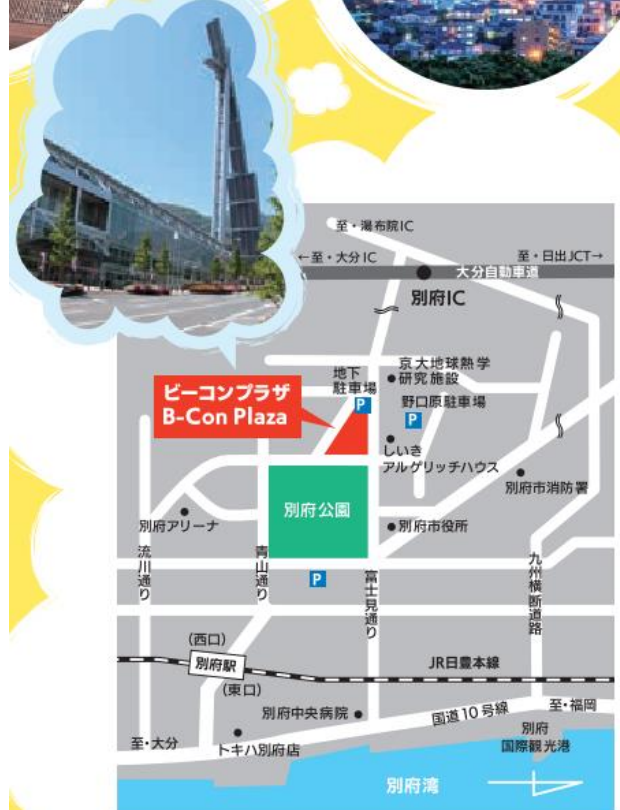 至・湯布院IC
←至・大分IC
至・日出JCT→
大分自動車道
別府IC
京大地球熱学
研究施設
地下
駐車場
P
野口原駐車場
P
ビーコンプラザ
B-Con Plaza
しいき
アルゲリッチハウス
別府市消防署
別府公園
別府アリーナ
別府市役所
流川通り
青山通り
P
富士見通り
九州横断道路
(西口)
別府駅
(東口)
JR日豊本線
別府中央病院
国道10号線
至・福岡
至・大分
トキハ別府店
別府
国際観光港
別府湾